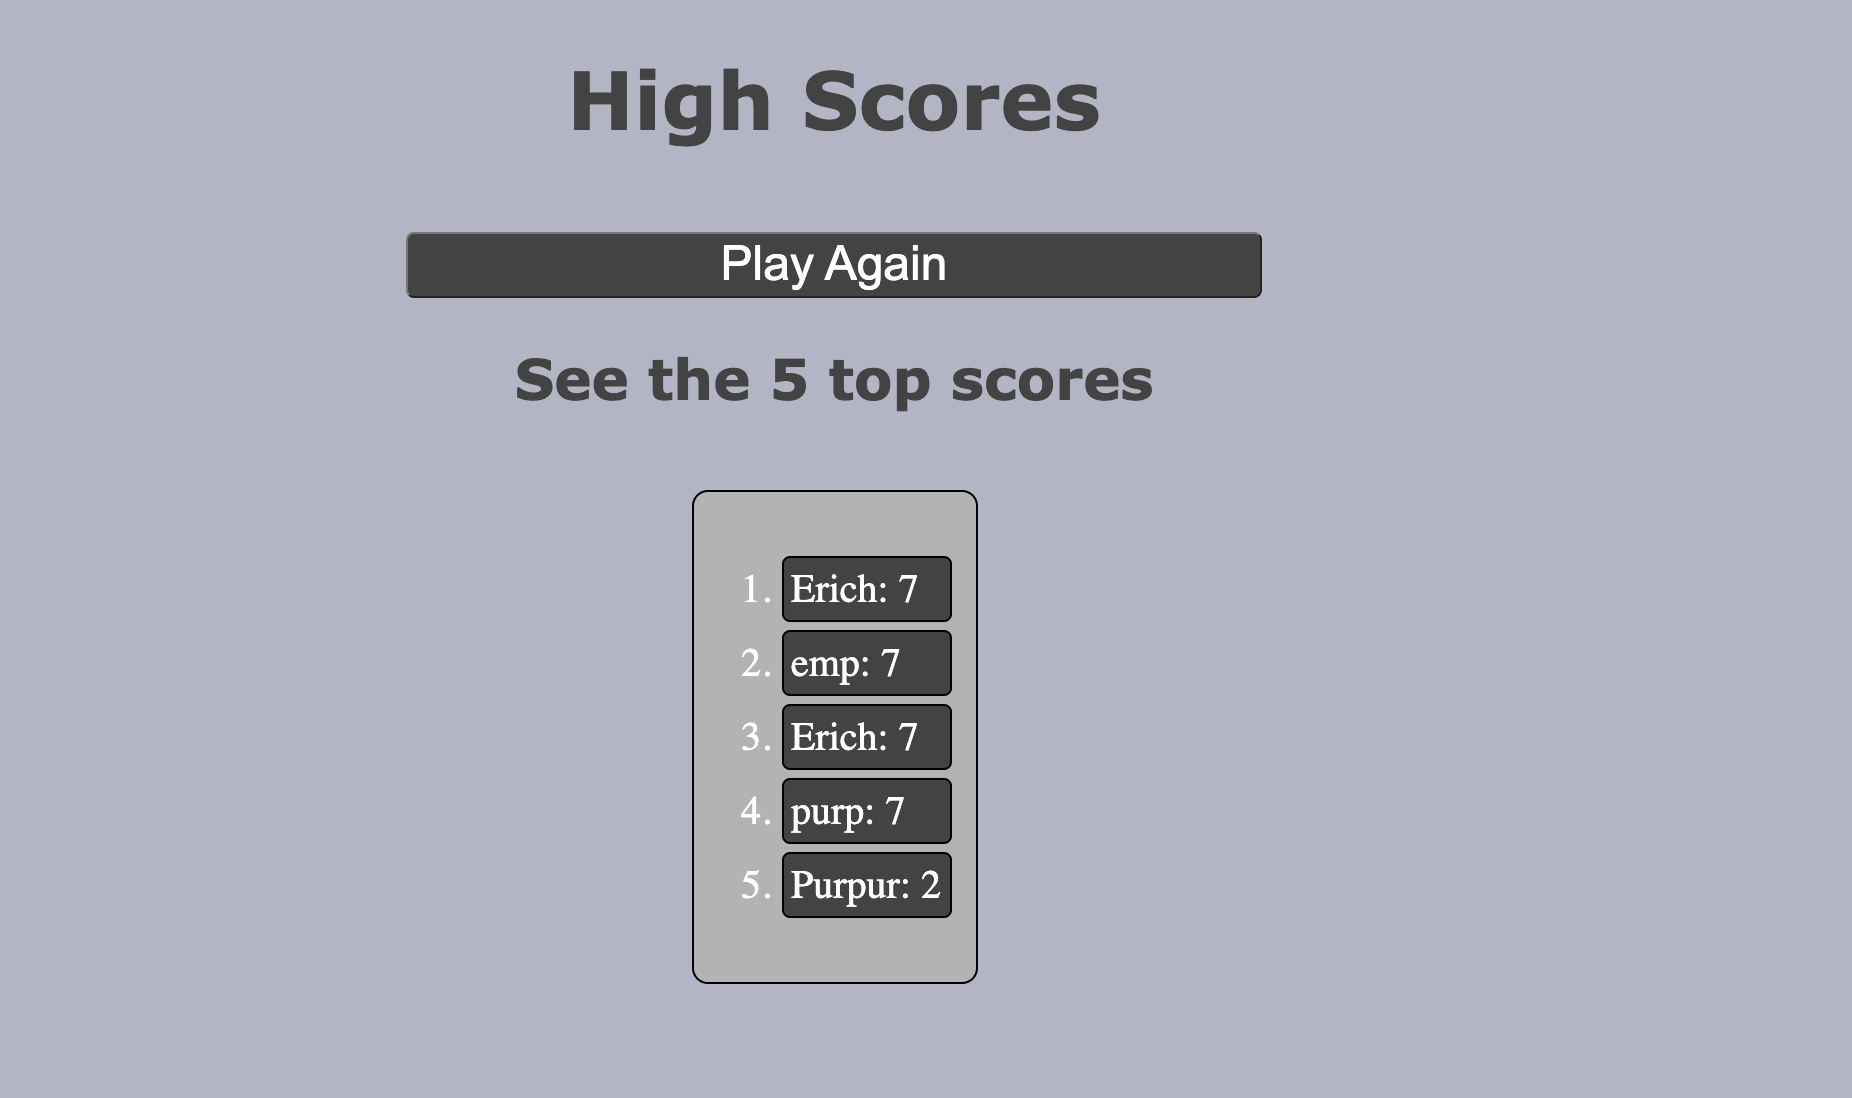 High Scores
Play Again
See the 5 top scores
1. Erich: 7
2. emp: 7
3. Erich: 7
4. purp: 7
5. Purpur: 2